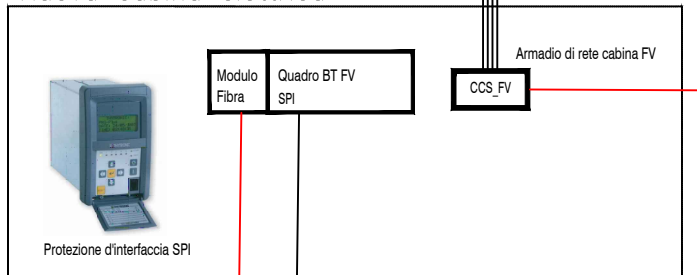 Armadio di rete cabina FV
Modulo
Fibra
Quadro BT FV
SPI
CCS_FV
Protezione d'interfaccia SPI